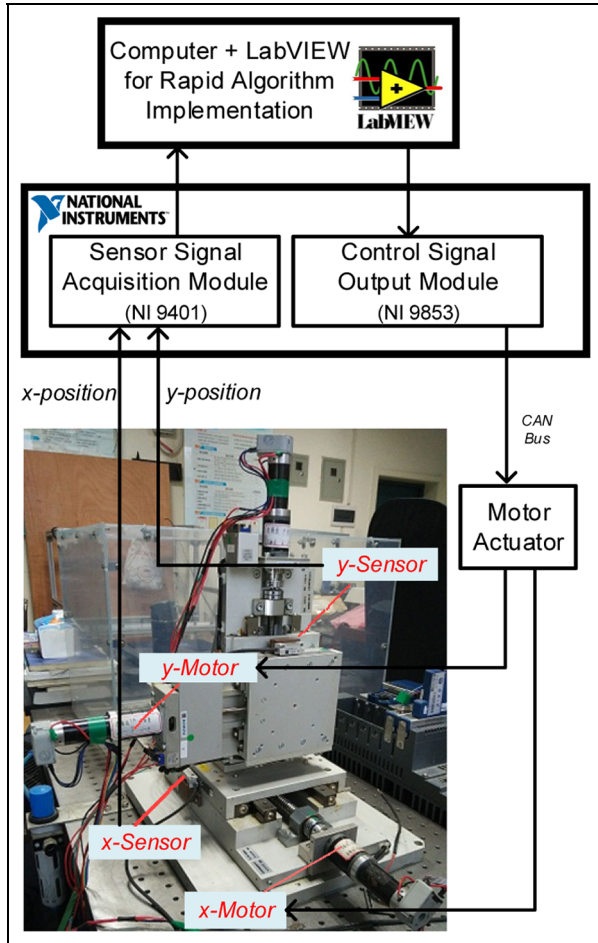 Computer + LabVIEW
for Rapid Algorithm
Implementation
LabVIEW
NATIONAL
INSTRUMENTS
Sensor Signal
Acquisition Module
(NI 9401)
Control Signal
Output Module
(NI 9853)
x-position
y-position
CAN
Bus
Motor
Actuator
y-Sensor
y-Motor
x-Sensor
x-Motor